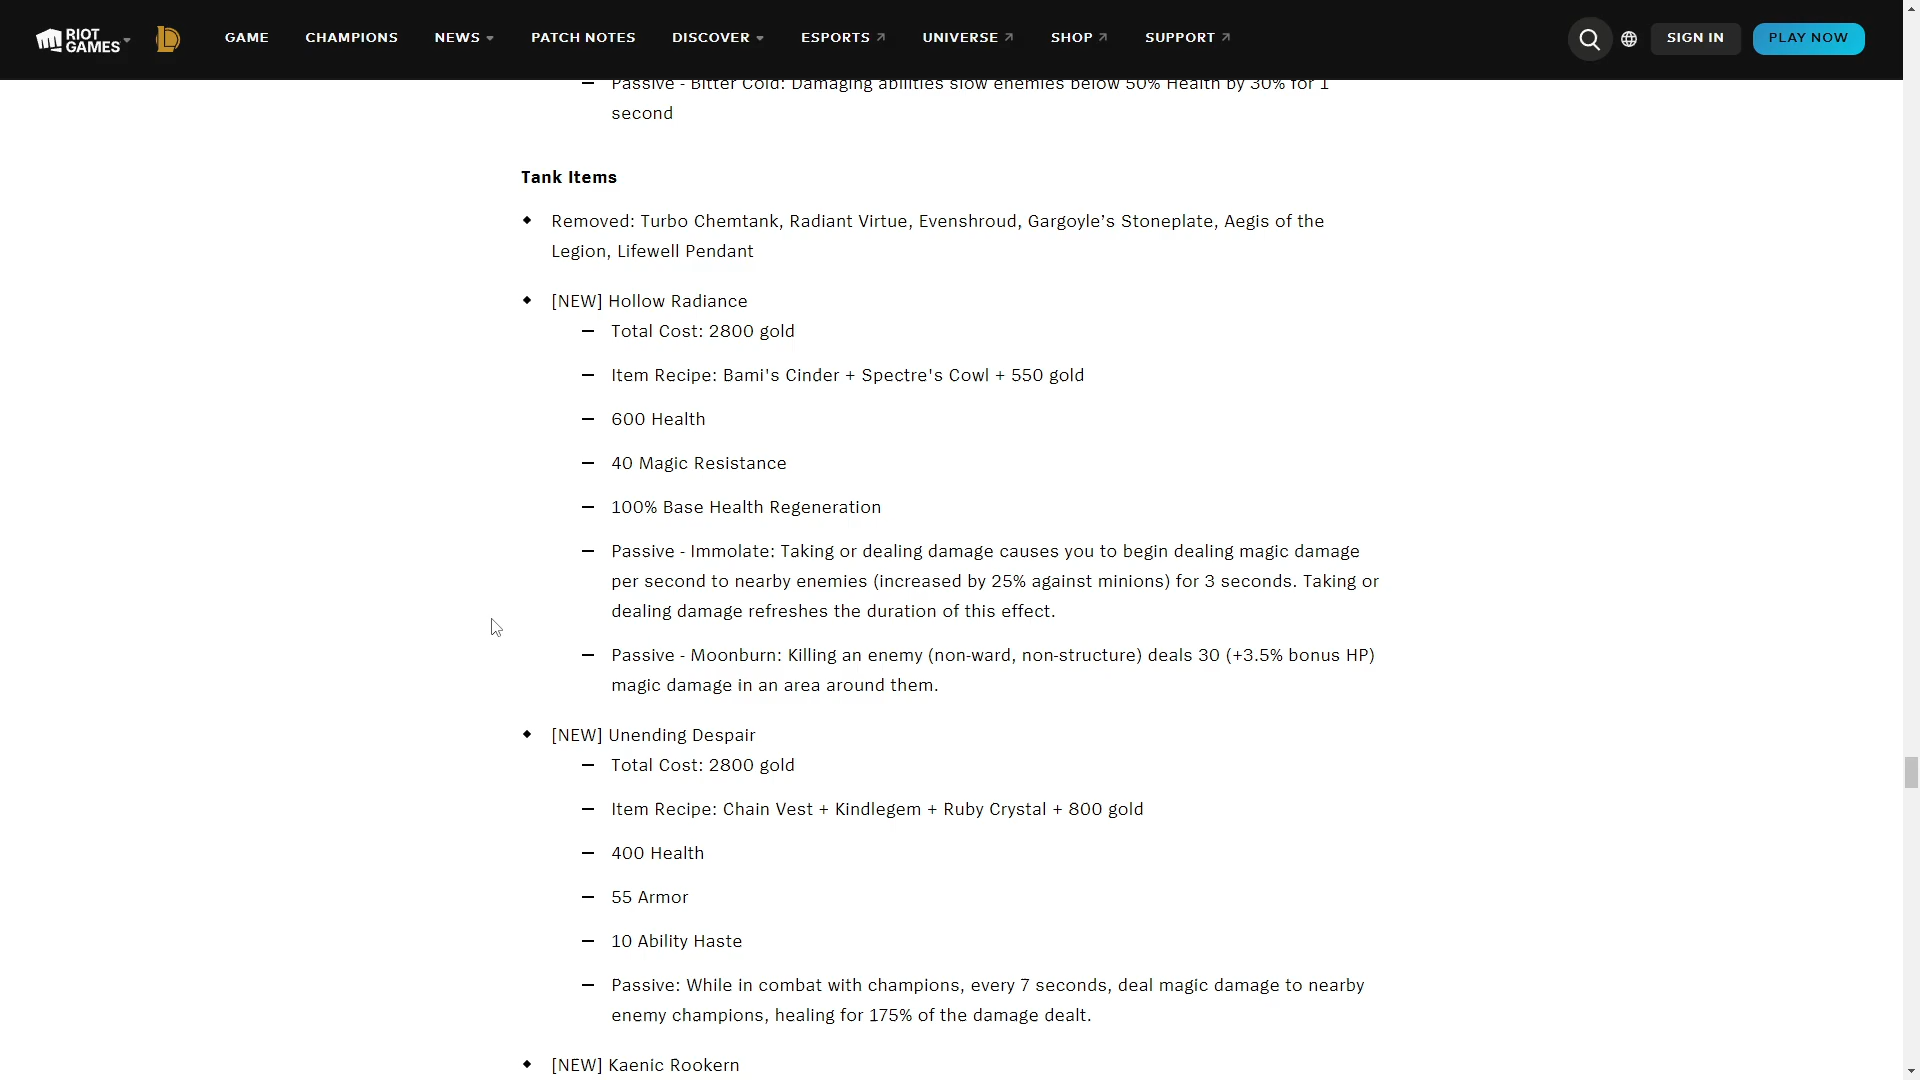 RIOT GAMES
GAME CHAMPIONS NEWS PATCH NOTES DISCOVER ESPORTS UNIVERSE SHOP SUPPORT SIGN IN PLAY NOW
Passive - Bitter Cold: Damaging abilities slow enemies below 50% Health by 30% for 1
second
Tank Items
Removed: Turbo Chemtank, Radiant Virtue, Evenshroud, Gargoyle’s Stoneplate, Aegis of the
Legion, Lifewell Pendant
[NEW] Hollow Radiance
— Total Cost: 2800 gold
— Item Recipe: Bami's Cinder + Spectre's Cowl + 550 gold
— 600 Health
— 40 Magic Resistance
— 100% Base Health Regeneration
— Passive - Immolate: Taking or dealing damage causes you to begin dealing magic damage
per second to nearby enemies (increased by 25% against minions) for 3 seconds. Taking or
dealing damage refreshes the duration of this effect.
— Passive - Moonburn: Killing an enemy (non-ward, non-structure) deals 30 (+3.5% bonus HP)
magic damage in an area around them.
[NEW] Unending Despair
— Total Cost: 2800 gold
— Item Recipe: Chain Vest + Kindlegem + Ruby Crystal + 800 gold
— 400 Health
— 55 Armor
— 10 Ability Haste
— Passive: While in combat with champions, every 7 seconds, deal magic damage to nearby
enemy champions, healing for 175% of the damage dealt.
[NEW] Kaenic Rookern